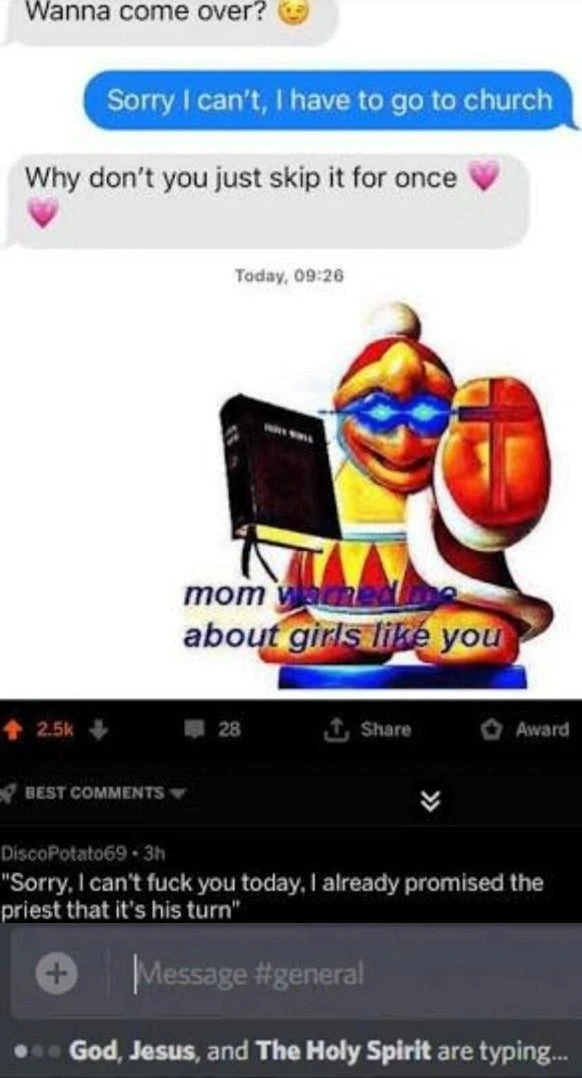 Wanna come over? 😉
Sorry I can't, I have to go to church
Why don't you just skip it for once 💗
💗
Today, 09:26
HOLY BIBLE
mom warned me
about girls like you
2.5k
28
Share
Award
BEST COMMENTS
DiscoPotato69 • 3h
"Sorry, I can't fuck you today, I already promised the
priest that it's his turn"
Message #general
God, Jesus, and The Holy Spirit are typing...